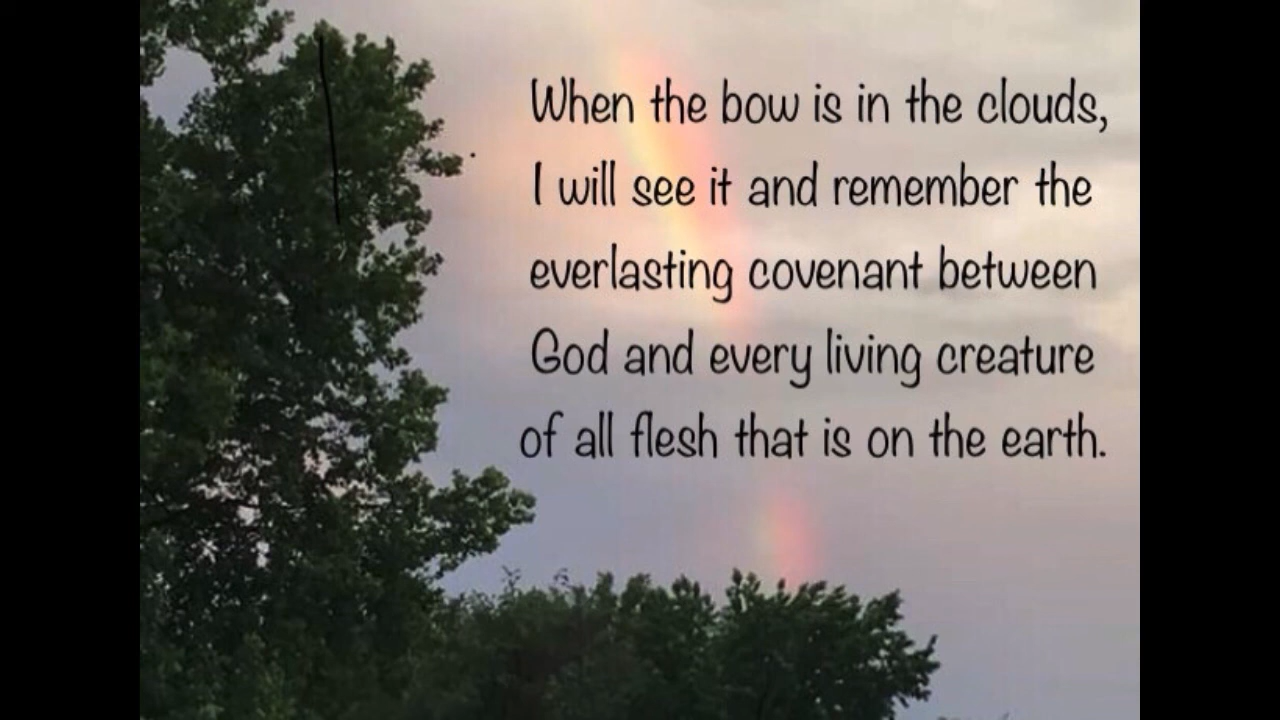 When the bow is in the clouds,
I will see it and remember the
everlasting covenant between
God and every living creature
of all flesh that is on the earth.